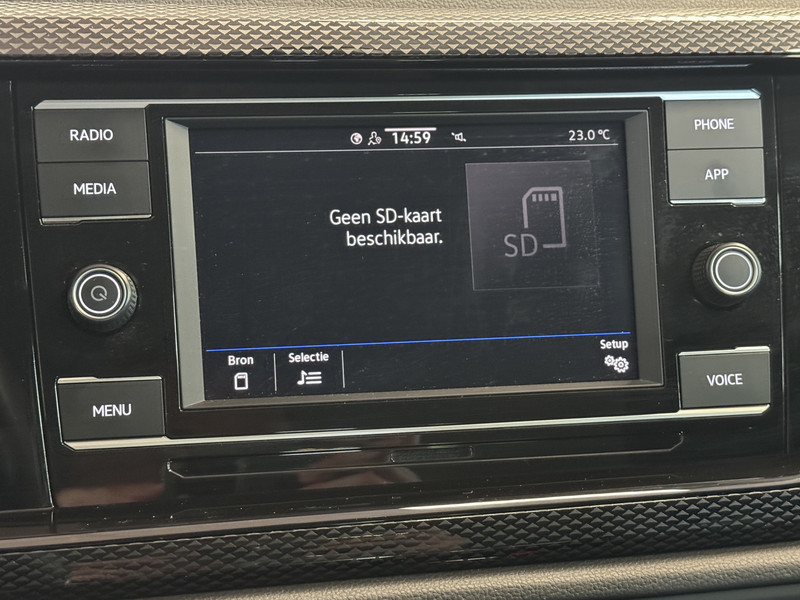 RADIO
MEDIA
MENU
14:59
23.0 °C
Geen SD-kaart
beschikbaar.
SD
Bron
Selectie
Setup
PHONE
APP
VOICE